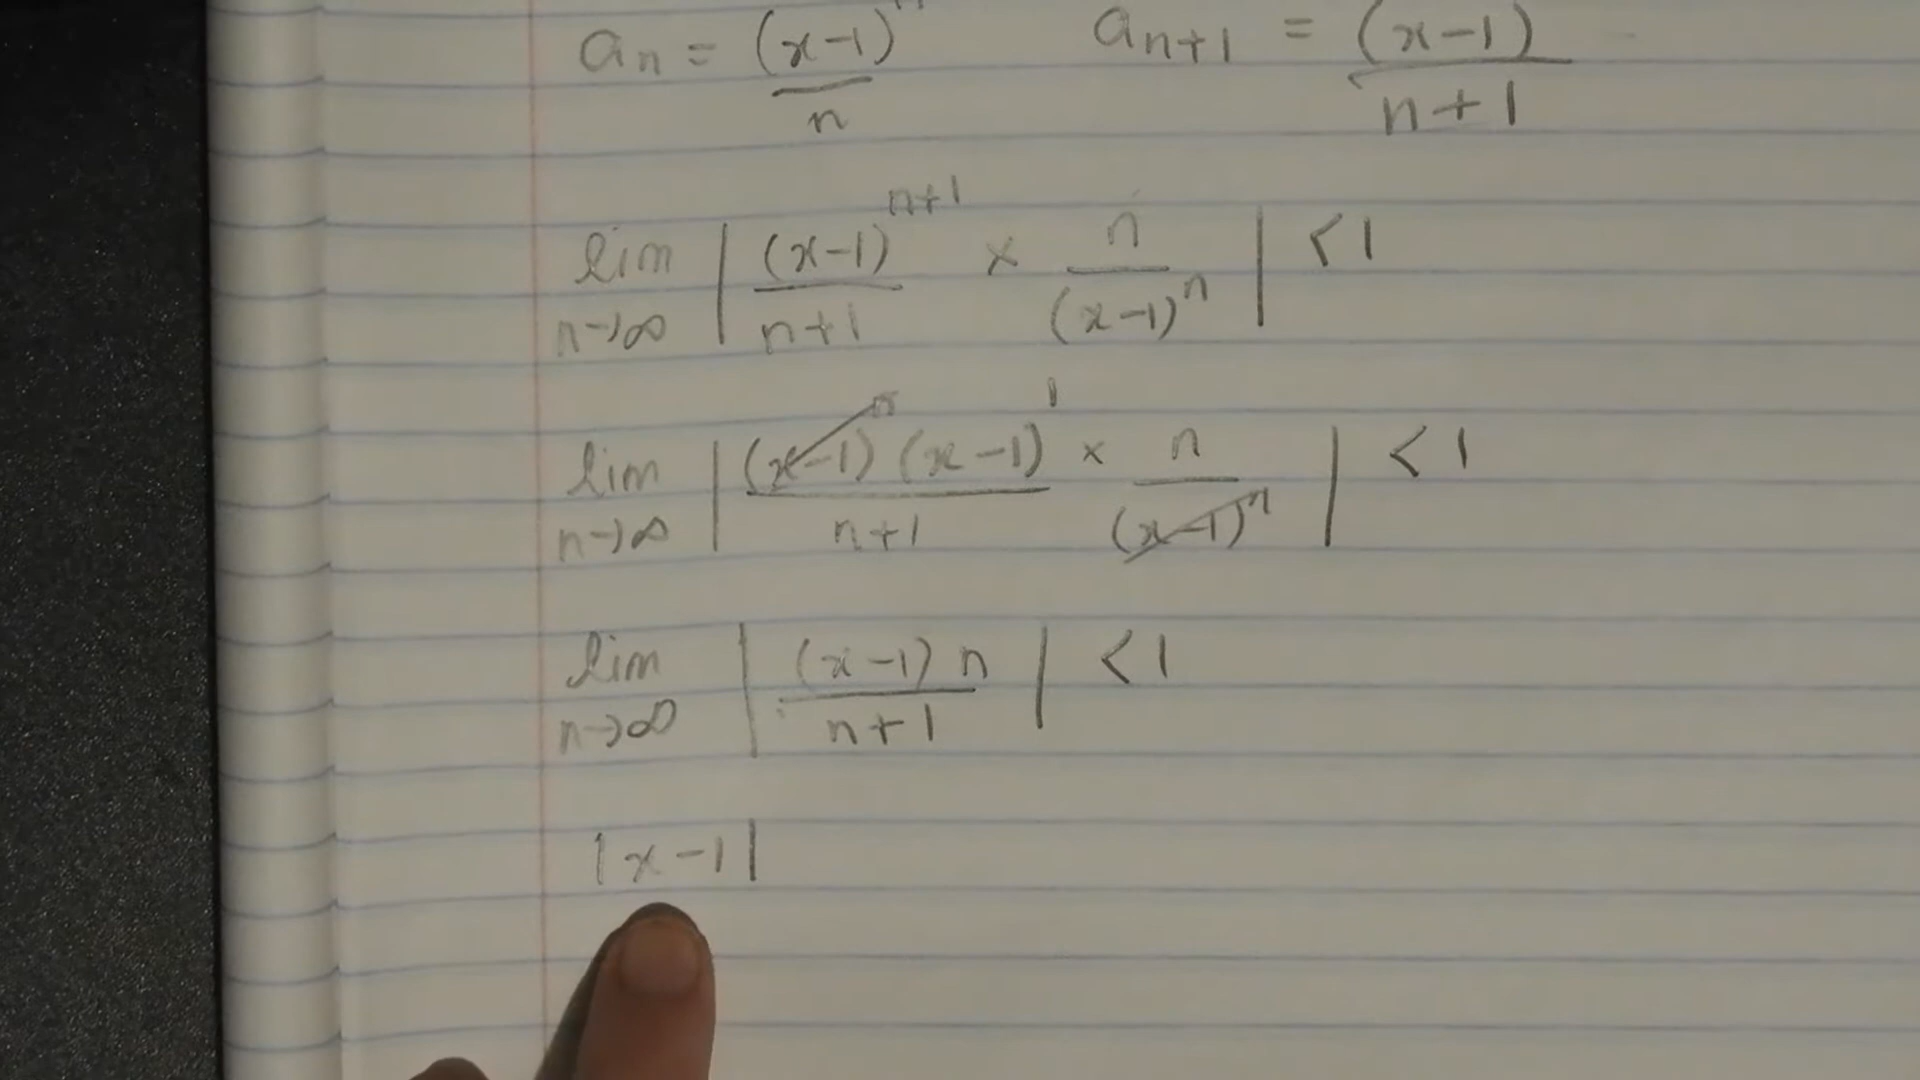 aₙ = (x-1)ⁿ / n    aₙ₊₁ = (x-1) / n+1
lim n→∞ | (x-1)ⁿ⁺¹ / n+1 × n / (x-1)ⁿ | < 1
lim n→∞ | (x-1)ⁿ (x-1)¹ / n+1 × n / (x-1)ⁿ | < 1
lim n→∞ | (x-1) n / n+1 | < 1
|x-1|